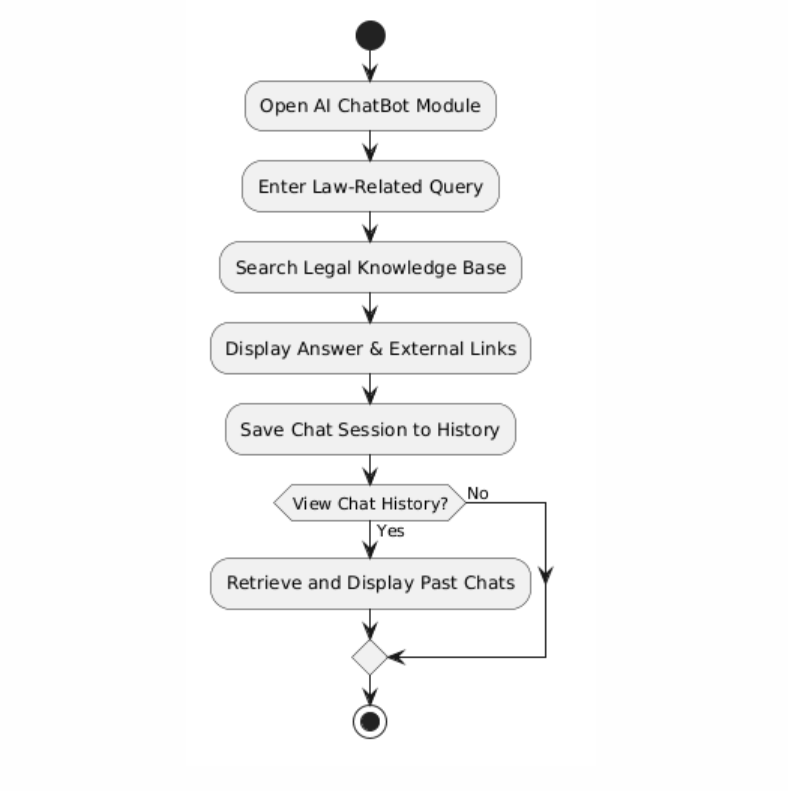 Open AI ChatBot Module
Enter Law-Related Query
Search Legal Knowledge Base
Display Answer & External Links
Save Chat Session to History
View Chat History?
No
Yes
Retrieve and Display Past Chats